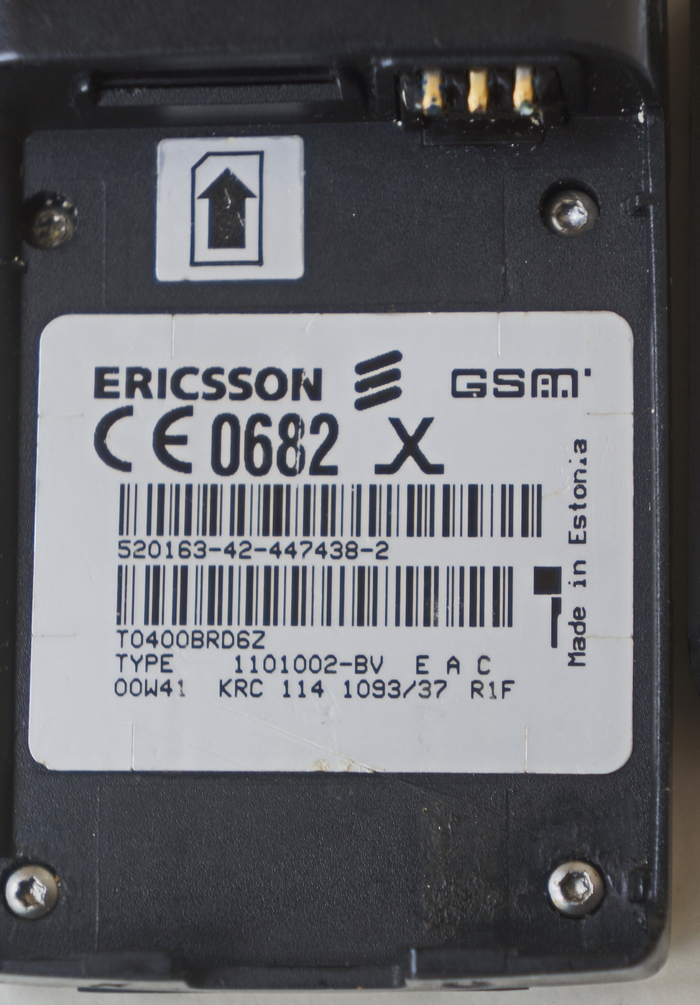 ERICSSON GSM
CE 0682 X
520163-42-447438-2
T0400BRD6Z
TYPE 1101002-BV E A C
00W41 KRC 114 1093/37 R1F
Made in Estonia